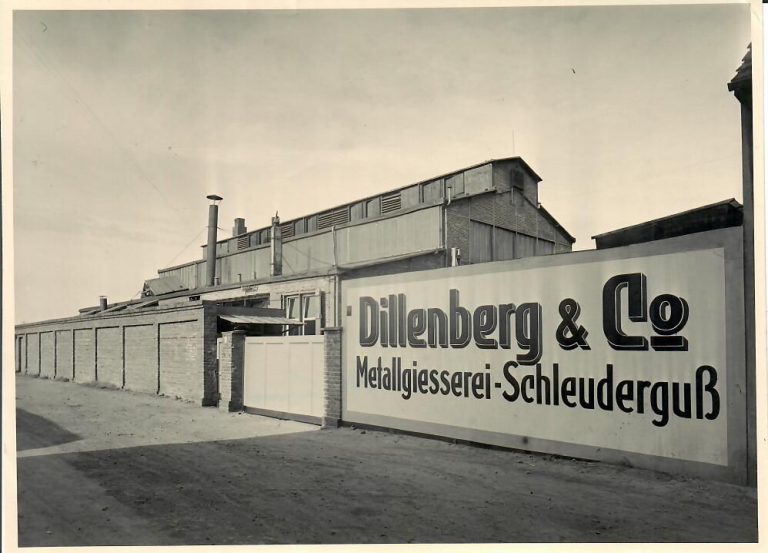 Dillenberg & Co
Metallgiesserei-Schleuderguß